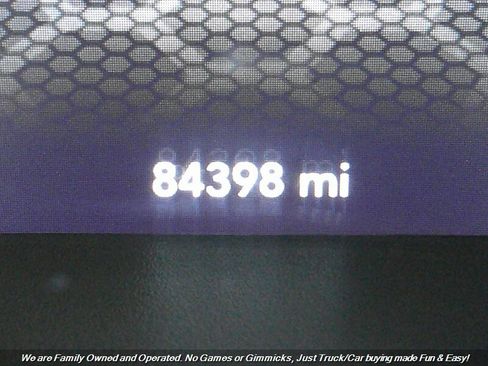 84398 mi
We are Family Owned and Operated. No Games or Gimmicks, Just Truck/Car buying made Fun & Easy!